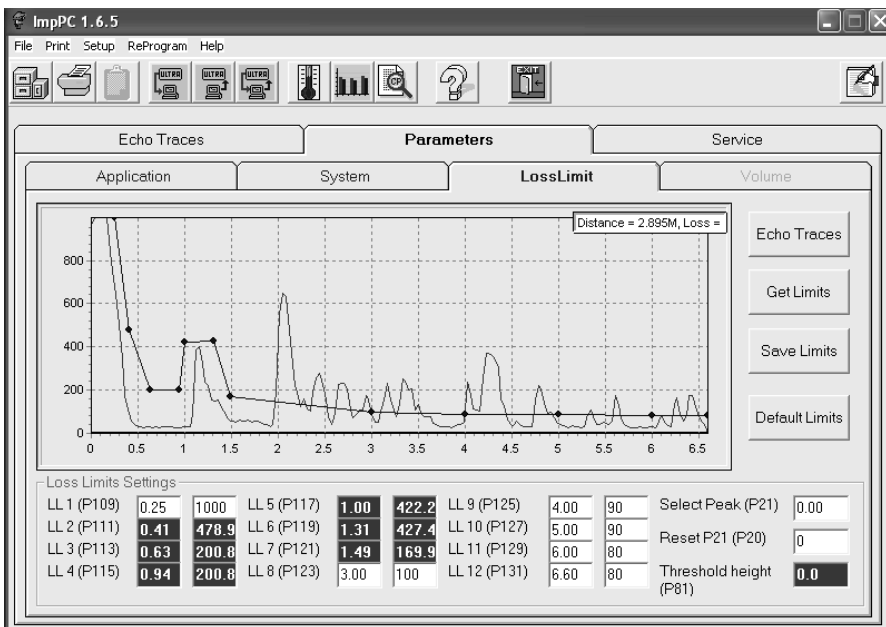 ImpPC 1.6.5
File Print Setup ReProgram Help
ULTRA ULTRA ULTRA CP EXIT
Echo Traces Parameters Service
Application System LossLimit Volume
Distance = 2.895M, Loss =
800
600
400
200
0
0 0.5 1 1.5 2 2.5 3 3.5 4 4.5 5 5.5 6 6.5
Echo Traces
Get Limits
Save Limits
Default Limits
Loss Limits Settings
LL 1 (P109) 0.25 1000 LL 5 (P117) 1.00 422.2 LL 9 (P125) 4.00 90 Select Peak (P21) 0.00
LL 2 (P111) 0.41 478.9 LL 6 (P119) 1.31 427.4 LL 10 (P127) 5.00 90 Reset P21 (P20) 0
LL 3 (P113) 0.63 200.8 LL 7 (P121) 1.49 169.9 LL 11 (P129) 6.00 80
LL 4 (P115) 0.94 200.8 LL 8 (P123) 3.00 100 LL 12 (P131) 6.60 80 Threshold height (P81) 0.0